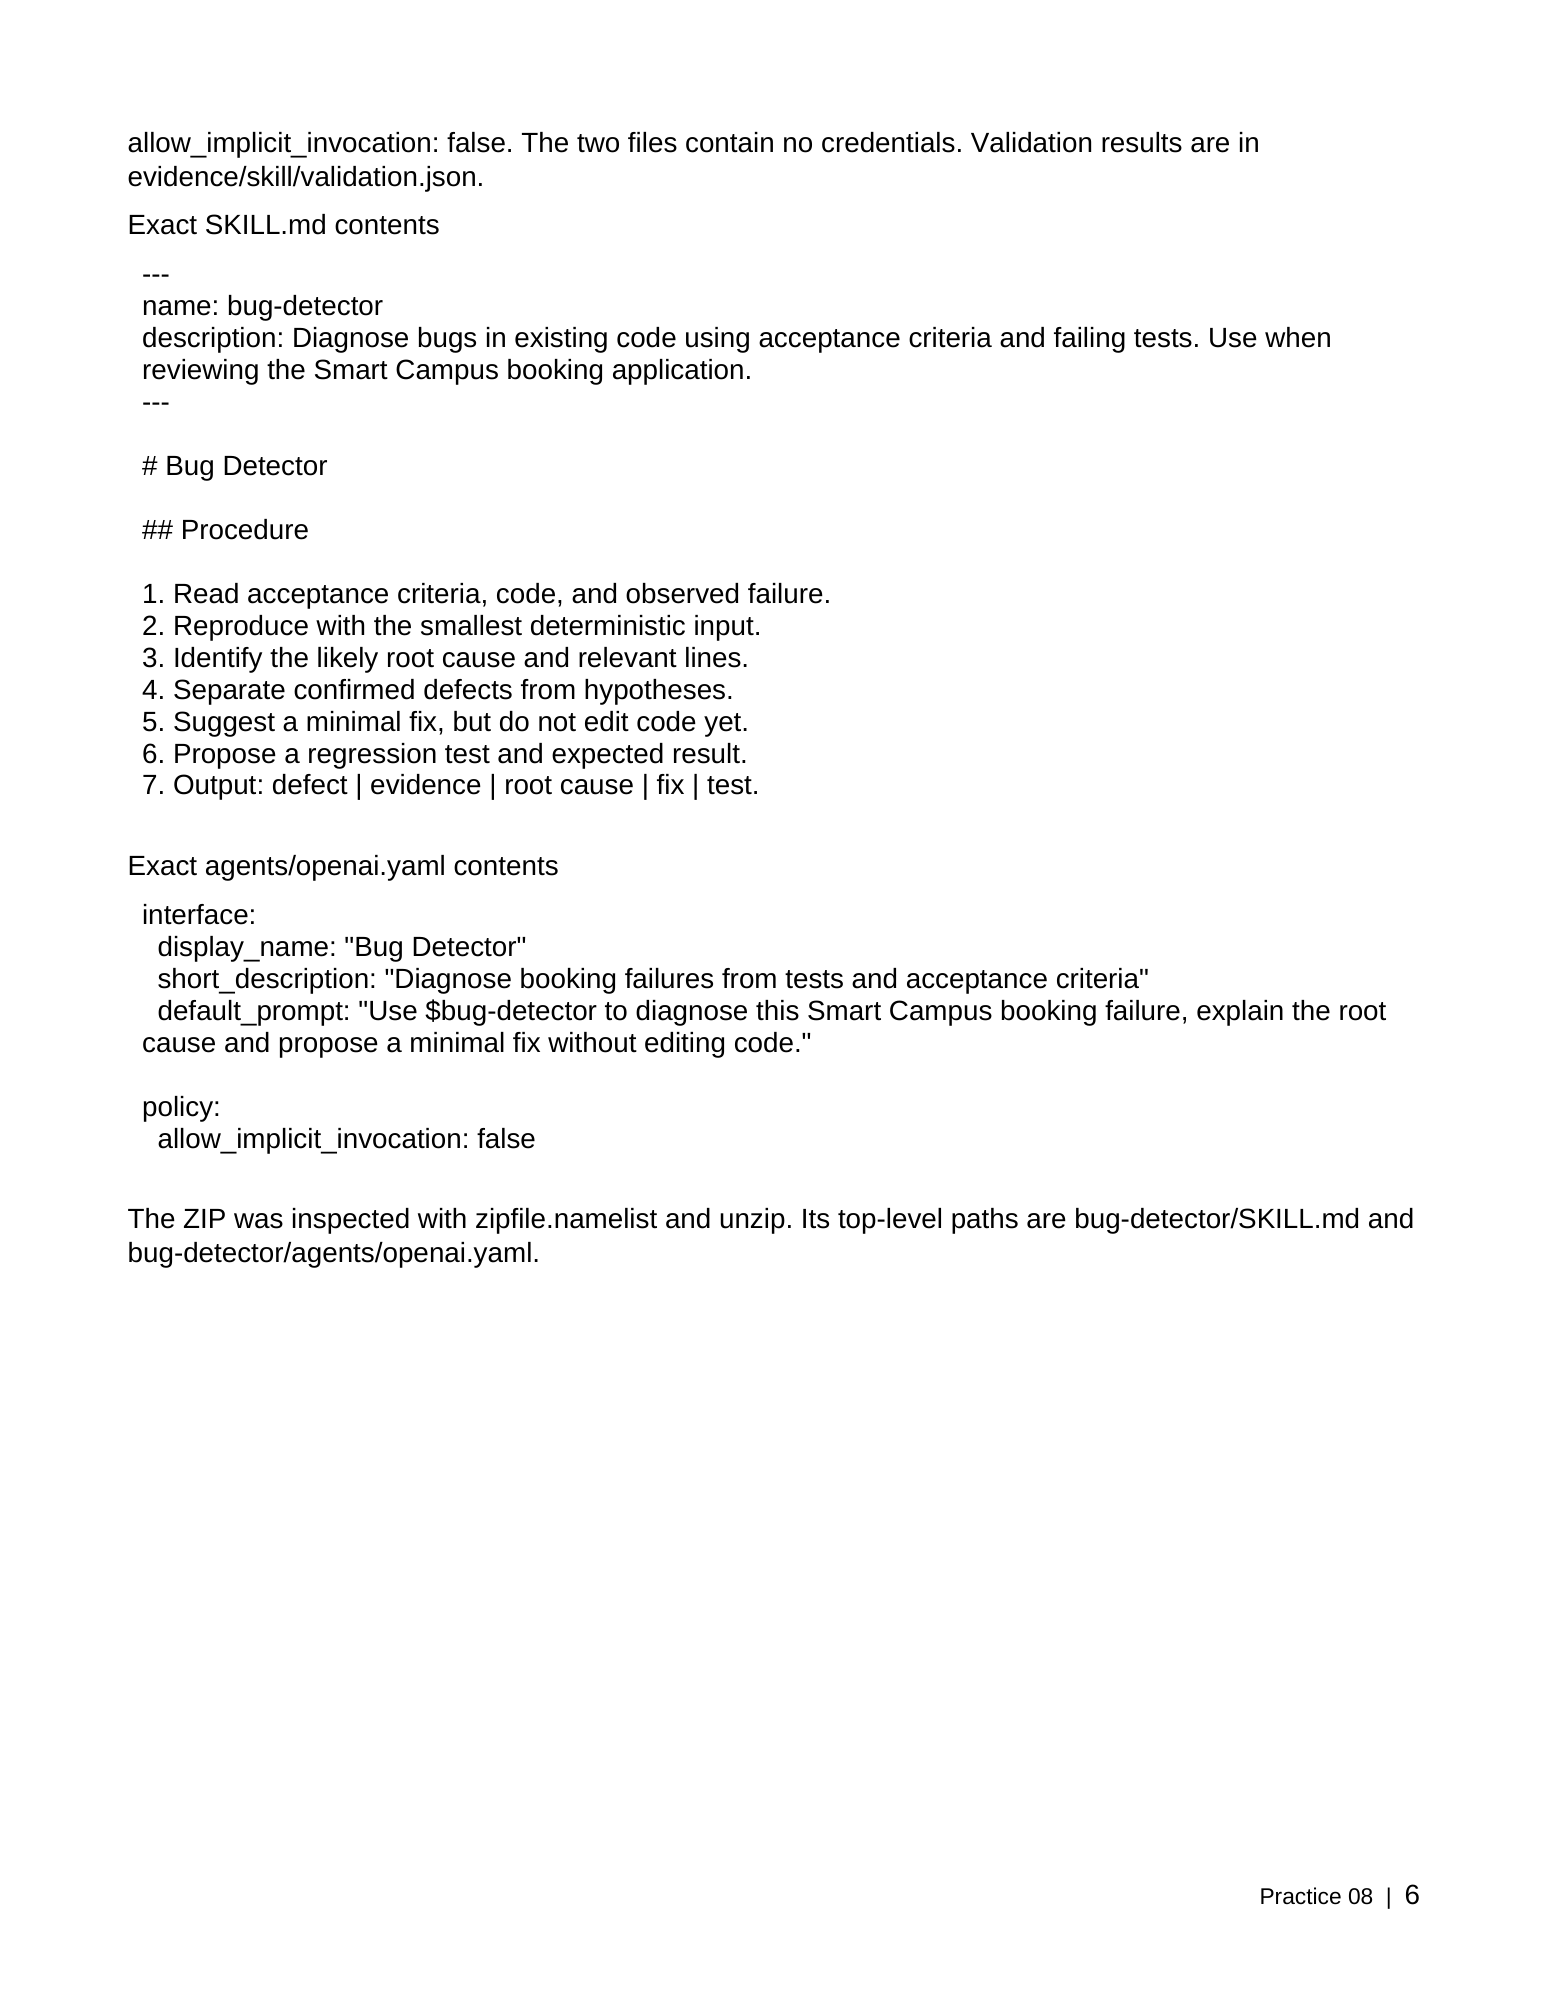 allow_implicit_invocation: false. The two files contain no credentials. Validation results are in
evidence/skill/validation.json.
Exact SKILL.md contents
---
name: bug-detector
description: Diagnose bugs in existing code using acceptance criteria and failing tests. Use when
reviewing the Smart Campus booking application.
---
# Bug Detector
## Procedure
1. Read acceptance criteria, code, and observed failure.
2. Reproduce with the smallest deterministic input.
3. Identify the likely root cause and relevant lines.
4. Separate confirmed defects from hypotheses.
5. Suggest a minimal fix, but do not edit code yet.
6. Propose a regression test and expected result.
7. Output: defect | evidence | root cause | fix | test.
Exact agents/openai.yaml contents
interface:
  display_name: "Bug Detector"
  short_description: "Diagnose booking failures from tests and acceptance criteria"
  default_prompt: "Use $bug-detector to diagnose this Smart Campus booking failure, explain the root
cause and propose a minimal fix without editing code."
policy:
  allow_implicit_invocation: false
The ZIP was inspected with zipfile.namelist and unzip. Its top-level paths are bug-detector/SKILL.md and
bug-detector/agents/openai.yaml.
Practice 08 | 6